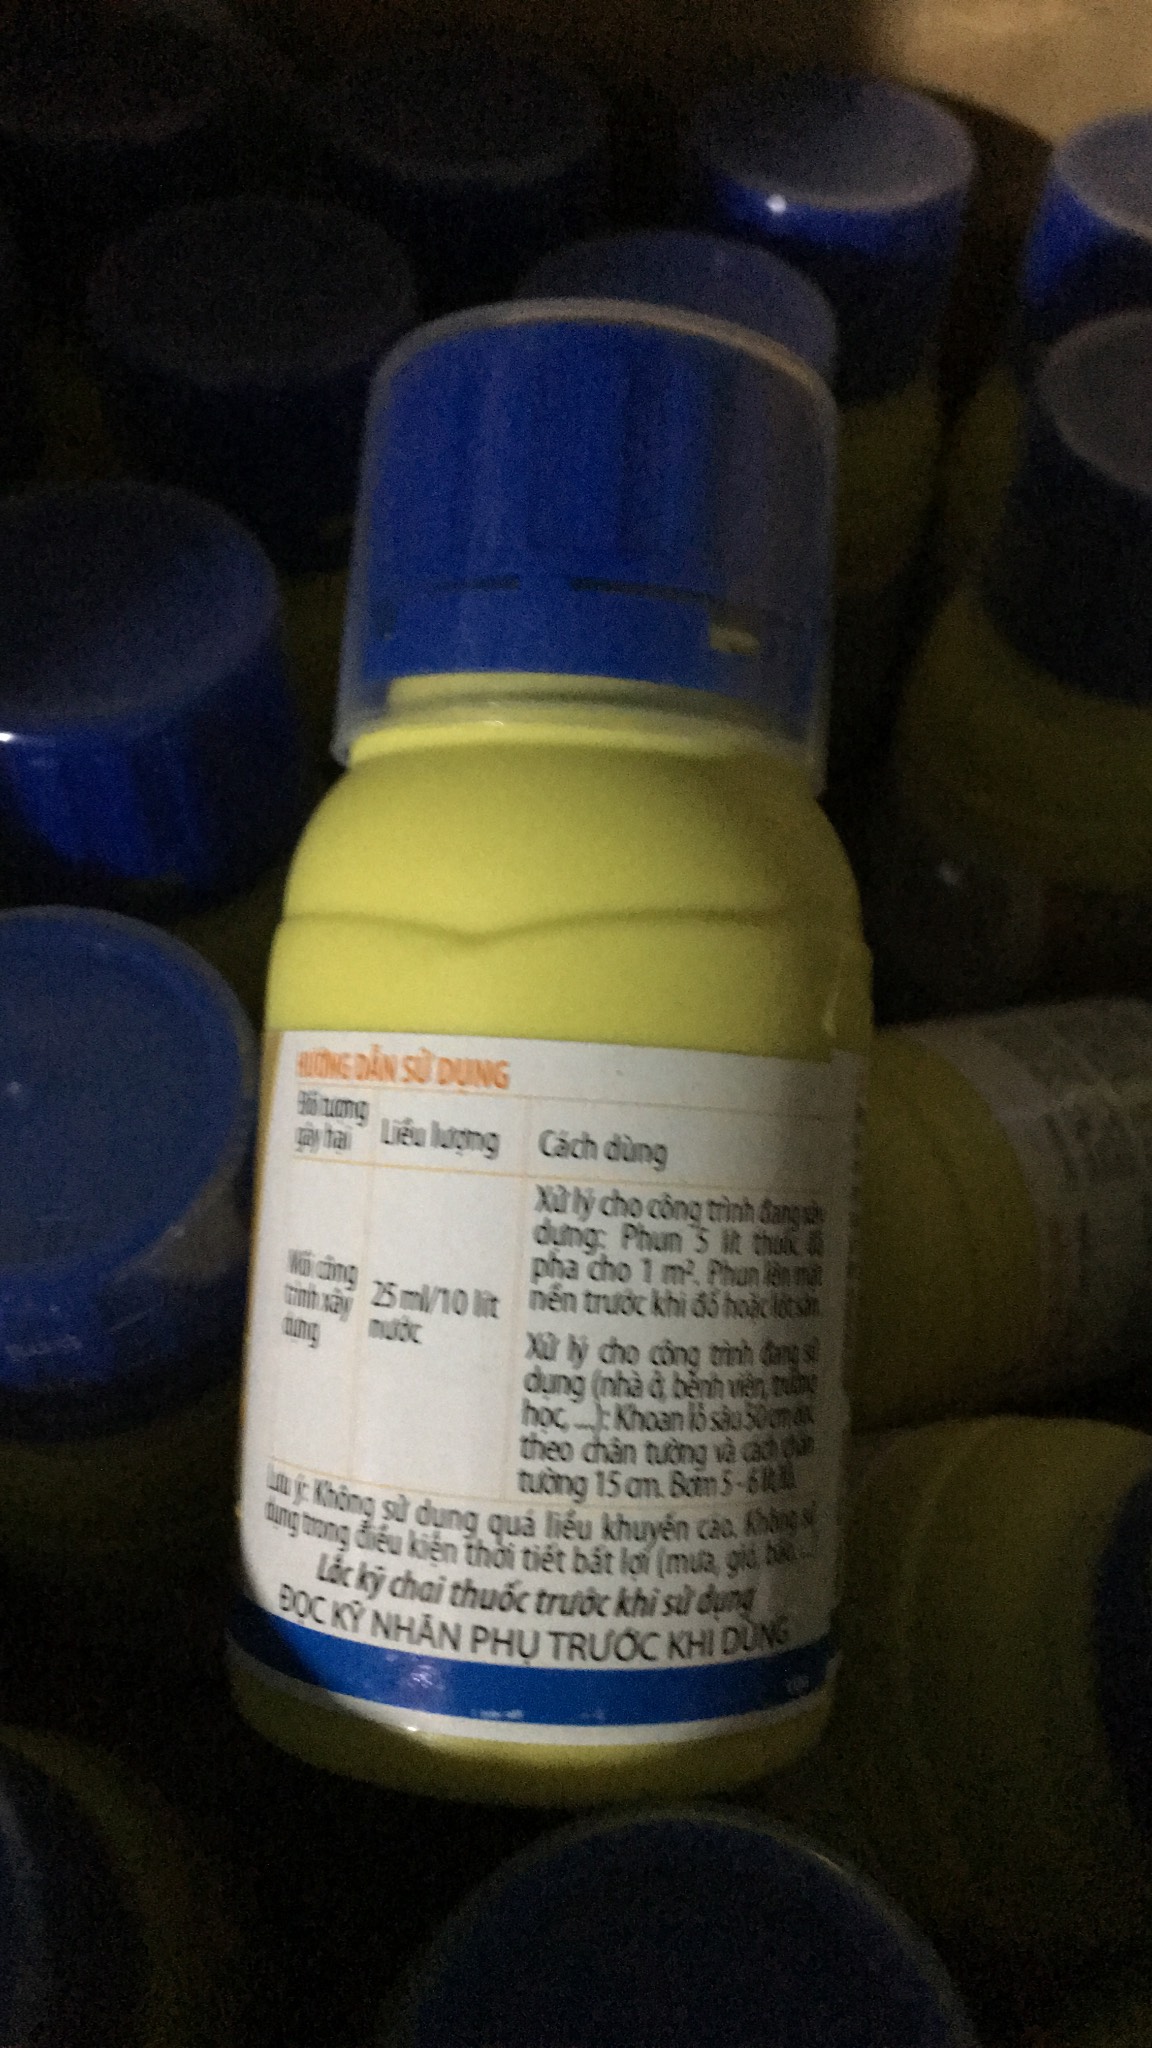 HƯỚNG DẪN SỬ DỤNG
Đối tượng
gây hại
Liều lượng
Cách dùng
Mối công
trình xây
dựng
25 ml/10 lít
nước
Xử lý cho công trình đang xây
dựng: Phun 5 lít thuốc đã
pha cho 1 m². Phun lên mặt
nền trước khi đổ hoặc lót sàn.
Xử lý cho công trình đang sử
dụng (nhà ở, bệnh viện, trường
học, ...): Khoan lỗ sâu 50 cm dọc
theo chân tường và cách chân
tường 15 cm. Bơm 5 - 6 lít/lỗ.
Lưu ý: Không sử dụng quá liều khuyến cáo. Không sử
dụng trong điều kiện thời tiết bất lợi (mưa, gió, bão, ...
Lắc kỹ chai thuốc trước khi sử dụng
ĐỌC KỸ NHÃN PHỤ TRƯỚC KHI DÙNG